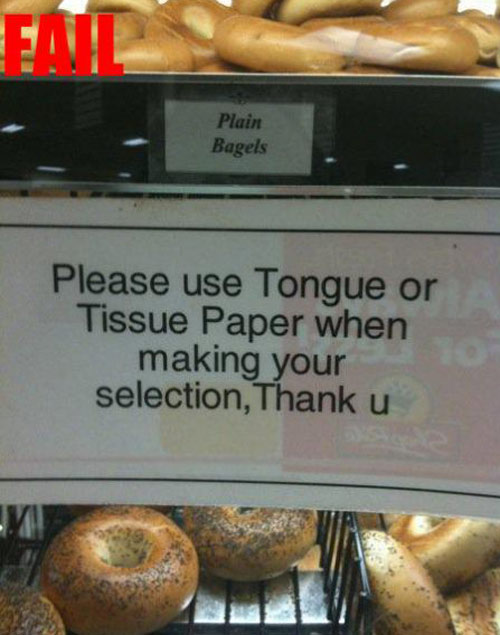 FAIL
Plain
Bagels
Please use Tongue or
Tissue Paper when
making your
selection,Thank u